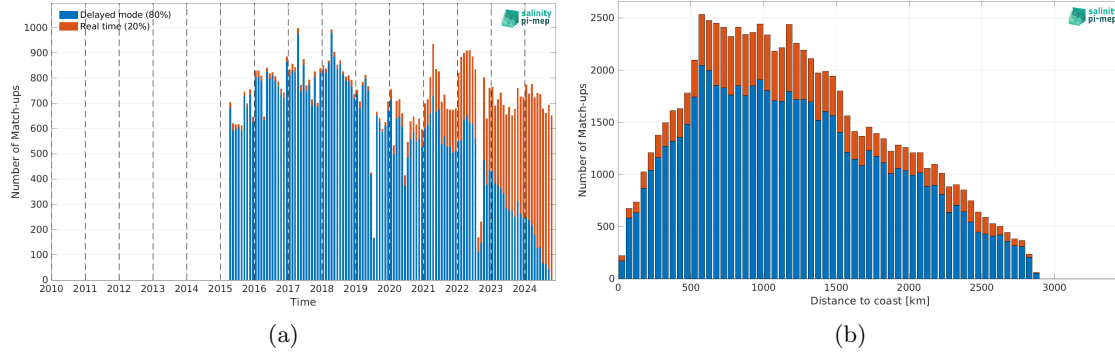 Delayed mode (80%)
Real time (20%)
salinity
pi-mep
Number of Match-ups
1000
900
800
700
600
500
400
300
200
100
0
2010 2011 2012 2013 2014 2015 2016 2017 2018 2019 2020 2021 2022 2023 2024
Time
(a)
salinity
pi-mep
Number of Match-ups
2500
2000
1500
1000
500
0
0 500 1000 1500 2000 2500 3000
Distance to coast [km]
(b)